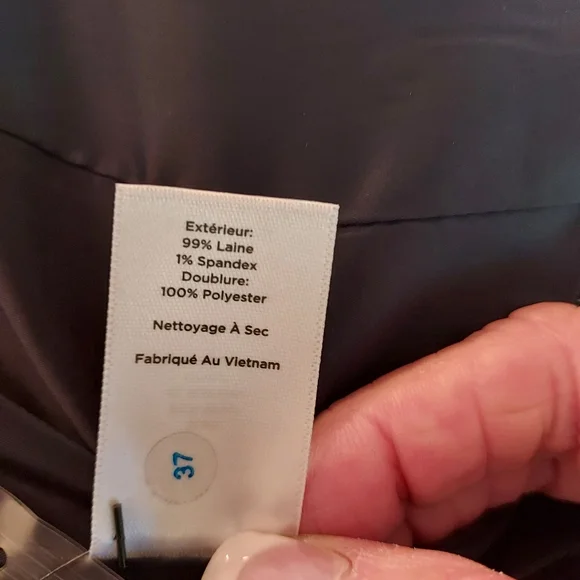 Extérieur:
99% Laine
1% Spandex
Doublure:
100% Polyester
Nettoyage À Sec
Fabriqué Au Vietnam
37